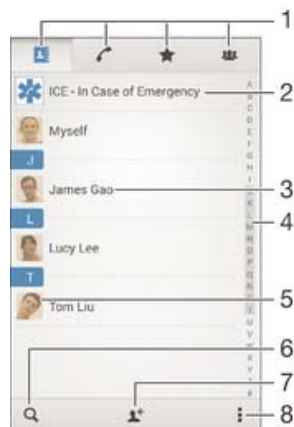 1
ICE - In Case of Emergency
2
Myself
J
James Gao
3
L
4
Lucy Lee
T
Tom Liu
5
6
7
8